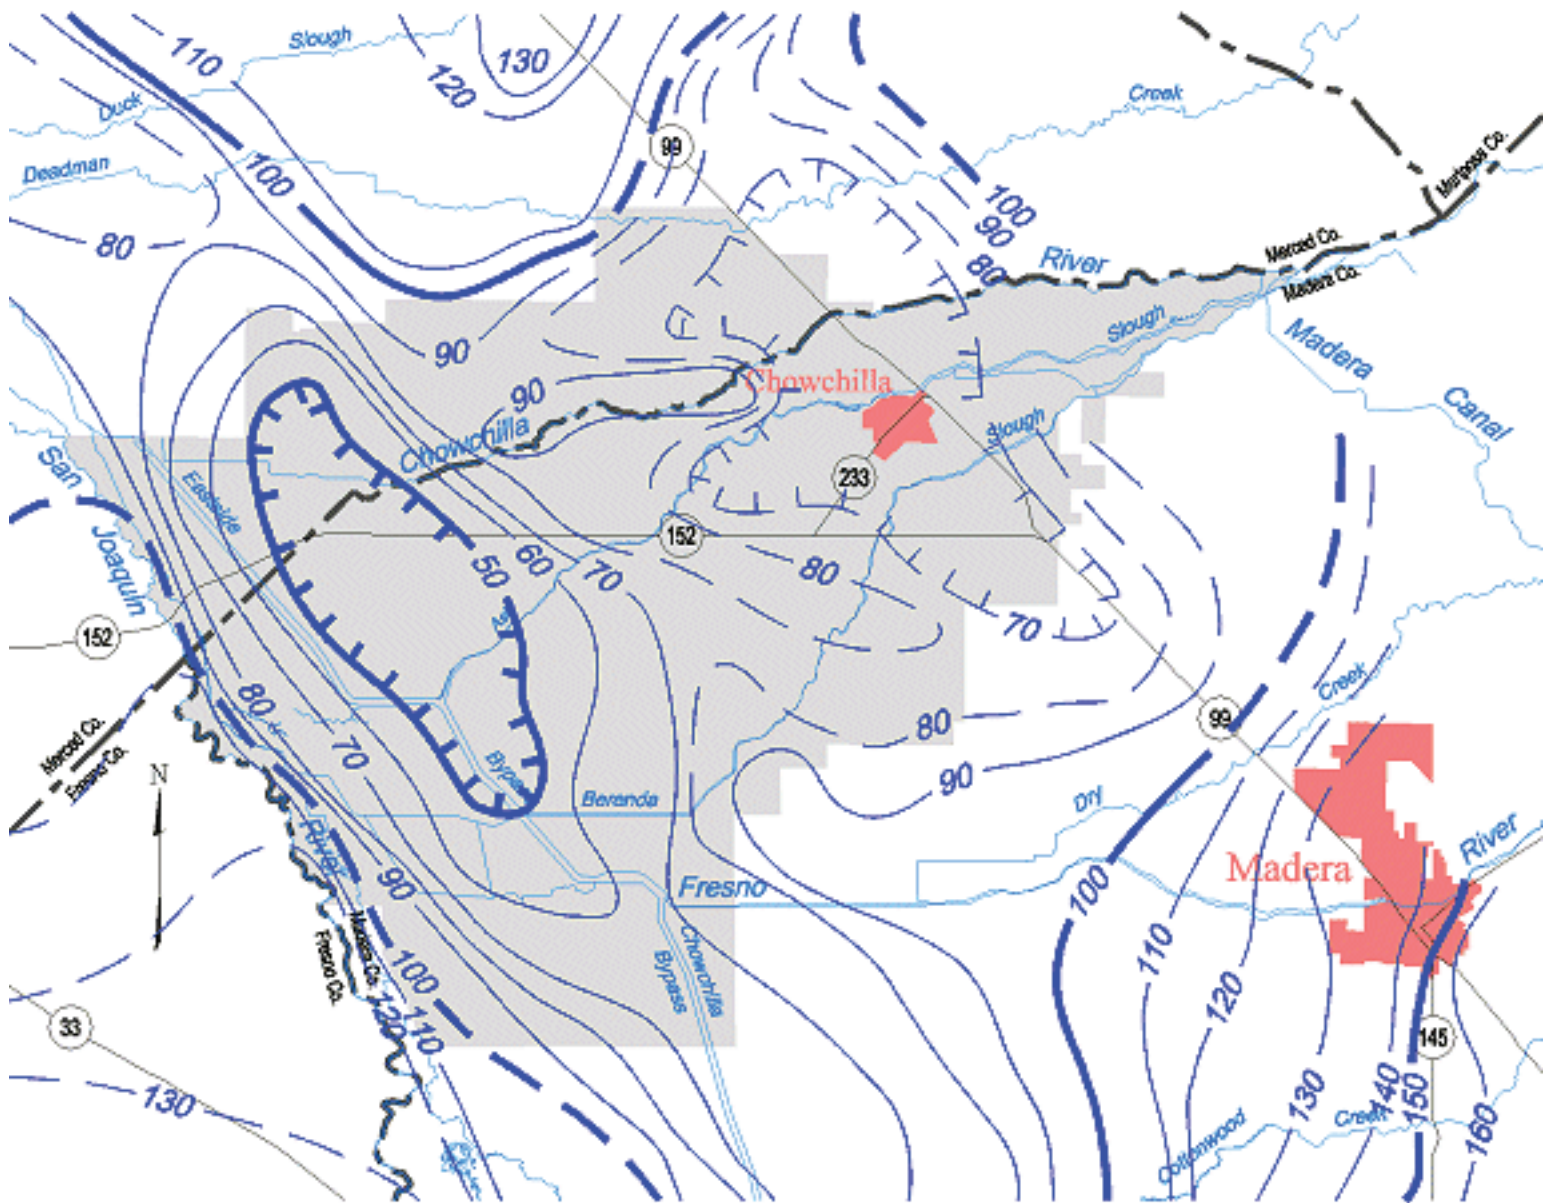 110
Slough
130
120
Duck
99
Creek
Deadman
100
Mariposa Co.
80
100
90
80
River
Merced Co.
Madera Co.
Slough
Madera
90
Chowchilla
90
Canal
Chowchilla
Slough
San
Eastside
233
152
Joaquin
50
60
70
80
152
70
Creek
80
Merced Co.
Fresno Co.
70
80
99
N
Bypass
90
Berenda
Dry
River
River
Madera
90
Fresno
100
Madera Co.
Fresno Co.
Chowchilla
Bypass
100
110
120
110
120
33
145
130
130
140
150
160
Cottonwood
Creek